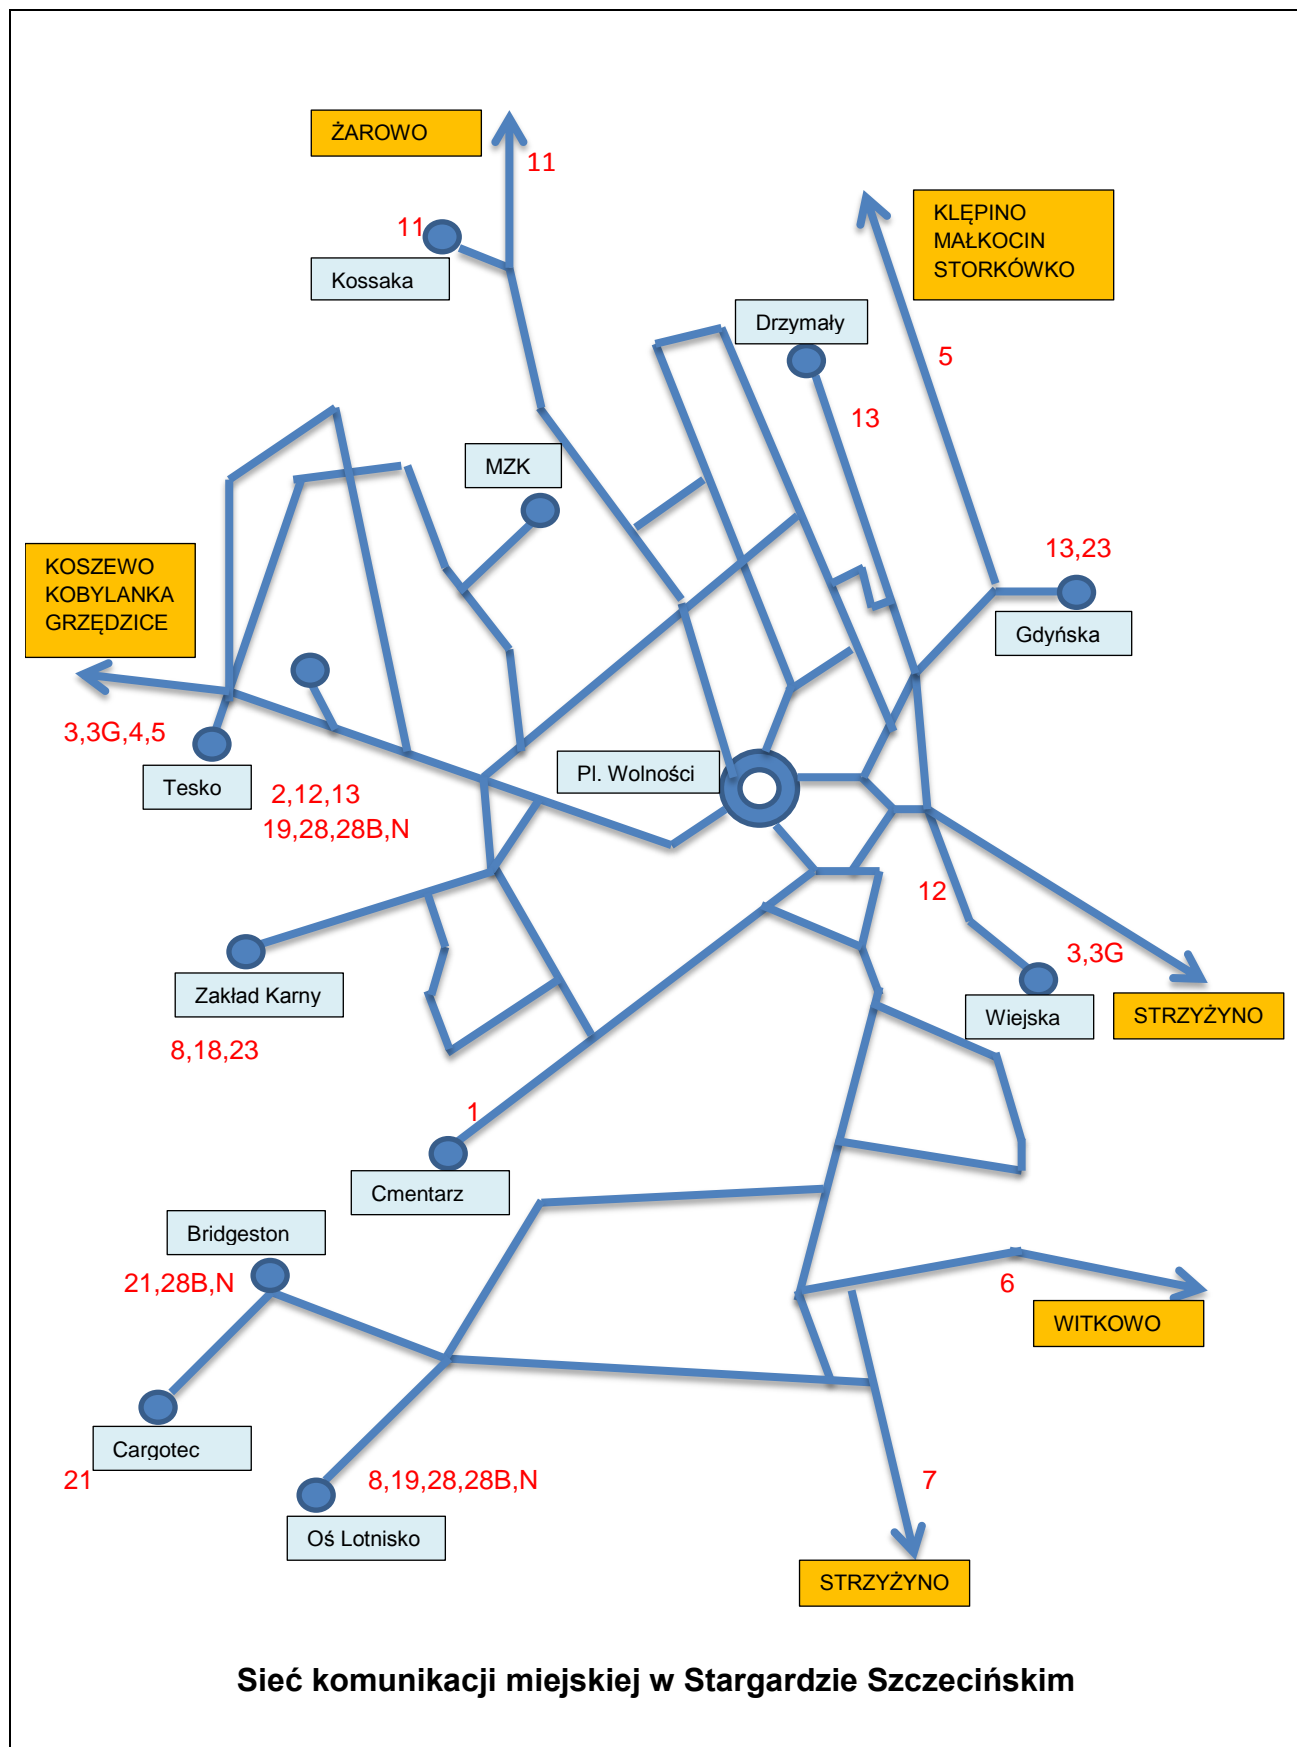 ŻAROWO
11
11
Kossaka
KLĘPINO
MAŁKOCIN
STORKÓWKO
Drzymały
5
13
MZK
KOSZEWO
KOBYLANKA
GRZĘDZICE
13,23
Gdyńska
3,3G,4,5
Tesko
Pl. Wolności
2,12,13
19,28,28B,N
12
3,3G
Zakład Karny
Wiejska
STRZYŻYNO
8,18,23
1
Cmentarz
Bridgeston
21,28B,N
6
WITKOWO
Cargotec
21
8,19,28,28B,N
7
Oś Lotnisko
STRZYŻYNO
Sieć komunikacji miejskiej w Stargardzie Szczecińskim